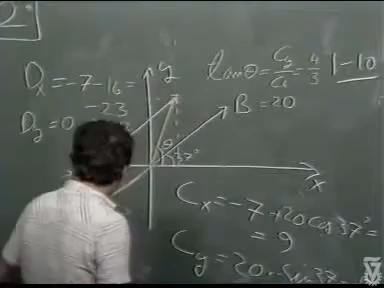 2.
Dx = -7-16 =
-23
Dy = 0
y
tan θ = Cy/Cx = 4/3
1-10
B = 20
θ
37°
x
Cx = -7+20 cos 37° =
= 9
Cy = 20 · sin 37 =